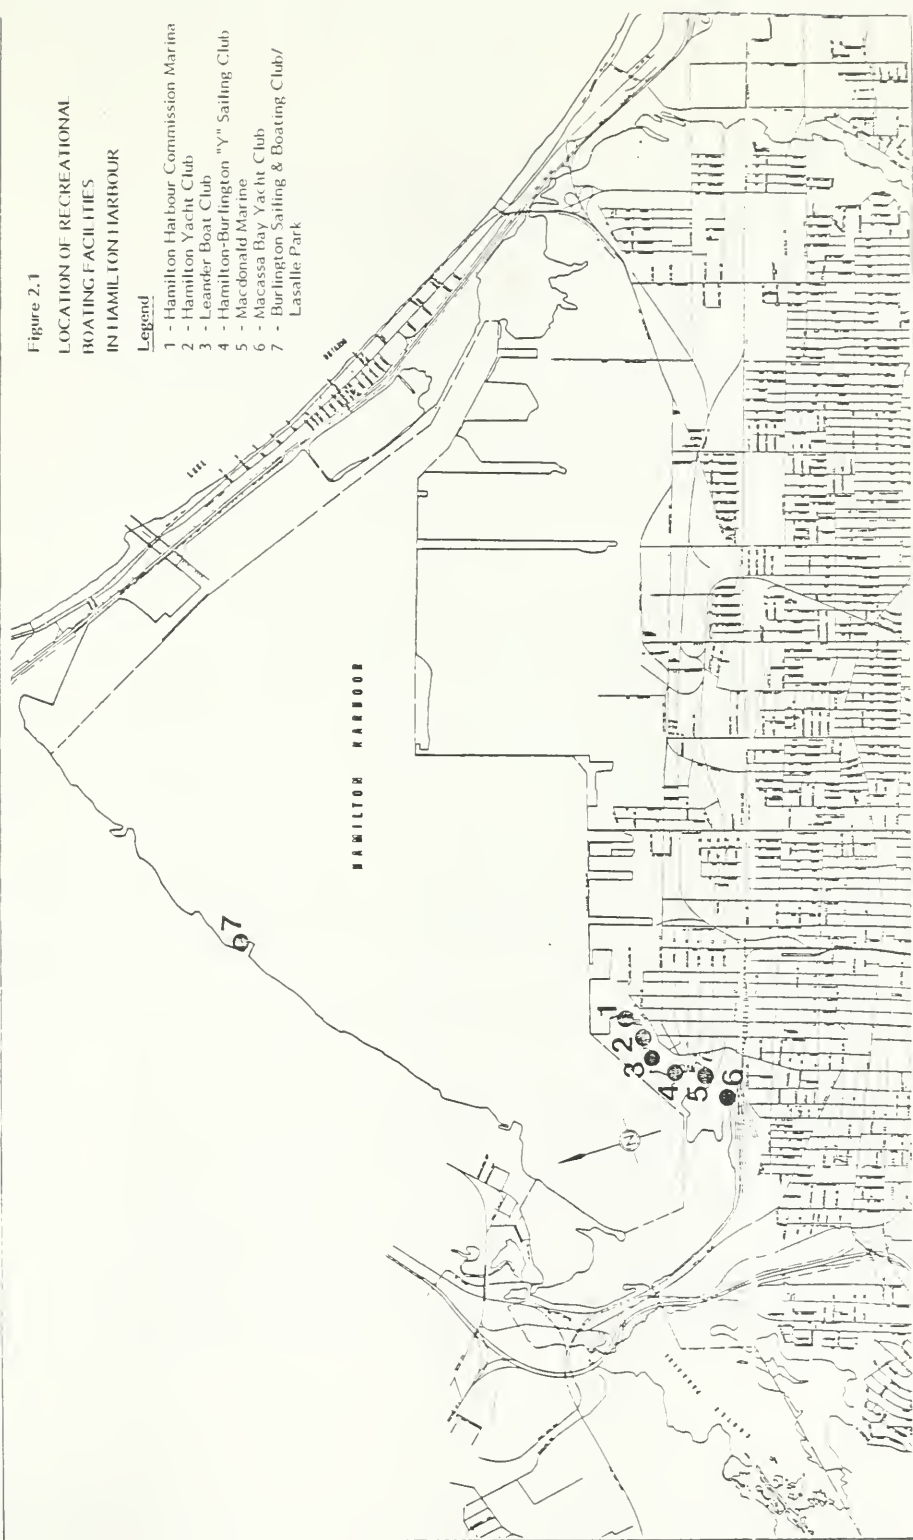 Figure 2.1
LOCATION OF RECREATIONAL
BOATING FACILITIES
IN HAMILTON HARBOUR
Legend
1 - Hamilton Harbour Commission Marina
2 - Hamilton Yacht Club
3 - Leander Boat Club
4 - Hamilton-Burlington "Y" Sailing Club
5 - Macdonald Marine
6 - Macassa Bay Yacht Club
7 - Burlington Sailing & Boating Club/
Lasalle Park
HAMILTON HARBOUR
7
1
2
3
4
5
6
N